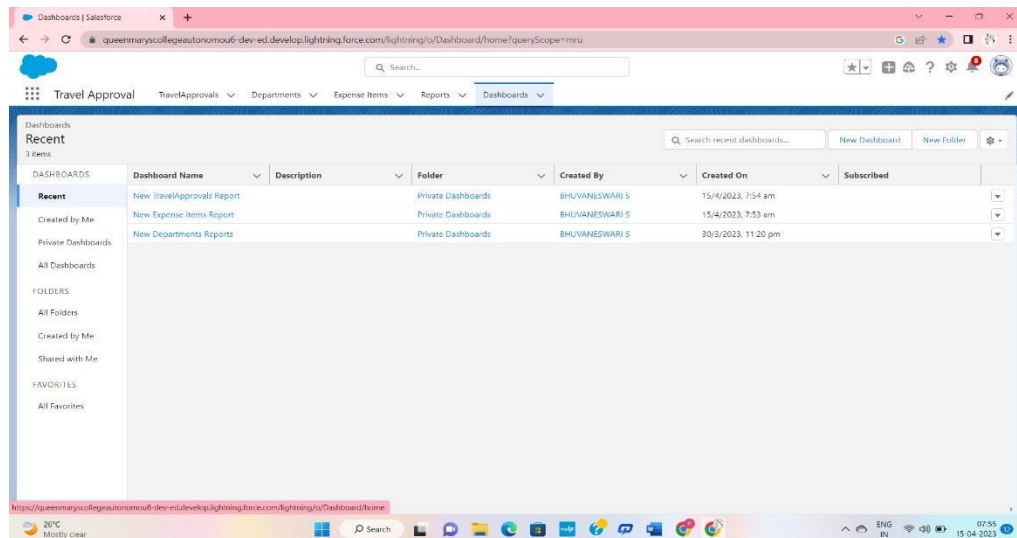 Dashboards | Salesforce
queenmaryscollegeautonomou6-dev-ed.develop.lightning.force.com/lightning/o/Dashboard/home?queryScope=mru
Search...
Travel Approval TravelApprovals Departments Expense Items Reports Dashboards
Dashboards
Recent
3 items
Search recent dashboards...
New Dashboard New Folder
DASHBOARDS
Dashboard Name Description Folder Created By Created On Subscribed
Recent
New TravelApprovals Report Private Dashboards BHUVANESWARI S 15/4/2023, 7:54 am
Created by Me
New Expense items Report Private Dashboards BHUVANESWARI S 15/4/2023, 7:53 am
Private Dashboards
New Departments Reports Private Dashboards BHUVANESWARI S 30/3/2023, 11:20 pm
All Dashboards
FOLDERS
All Folders
Created by Me
Shared with Me
FAVORITES
All Favorites
https://queenmaryscollegeautonomou6-dev-ed.develop.lightning.force.com/lightning/o/Dashboard/home
26°C
Mostly clear
Search
ENG
IN
07:55
15-04-2023